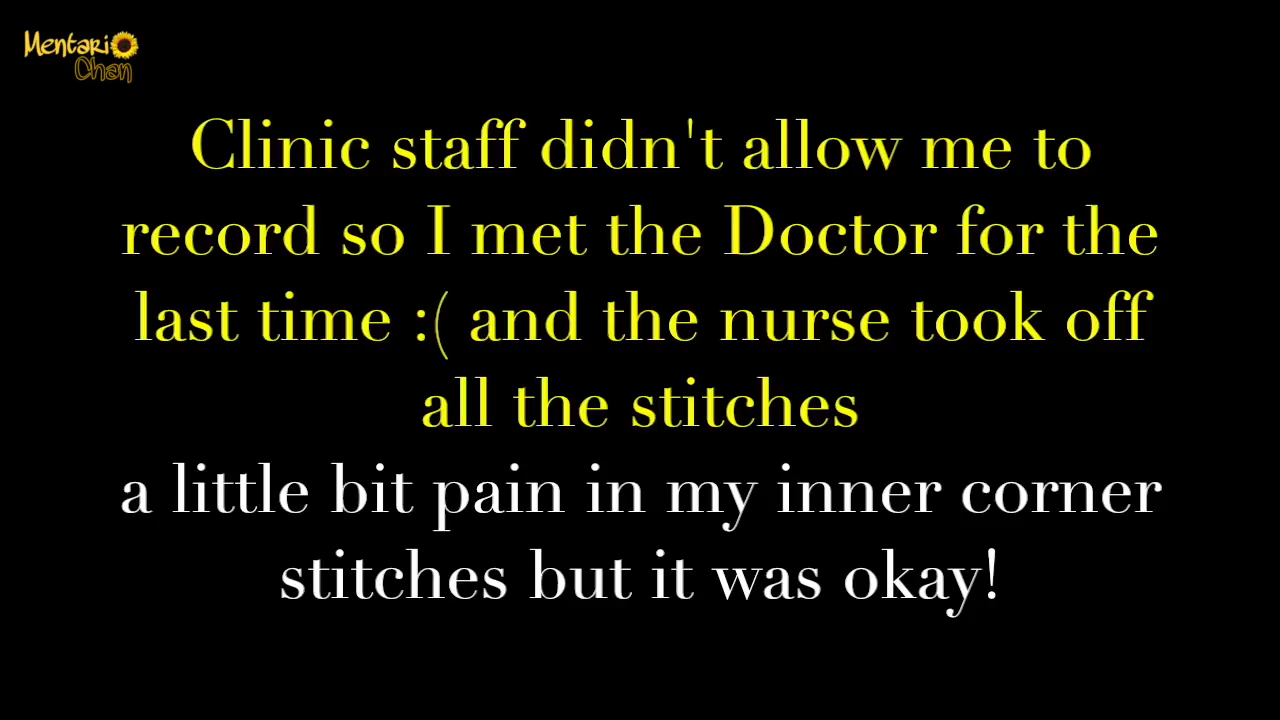 Mentari
Chan
Clinic staff didn't allow me to
record so I met the Doctor for the
last time :( and the nurse took off
all the stitches
a little bit pain in my inner corner
stitches but it was okay!